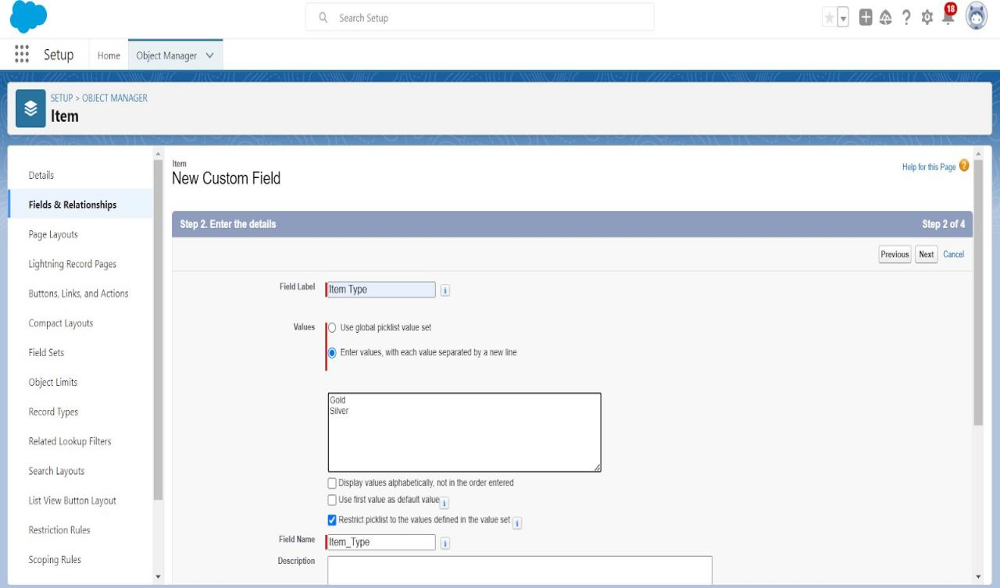 Search Setup
18
Setup
Home
Object Manager
SETUP > OBJECT MANAGER
Item
Details
Fields & Relationships
Page Layouts
Lightning Record Pages
Buttons, Links, and Actions
Compact Layouts
Field Sets
Object Limits
Record Types
Related Lookup Filters
Search Layouts
List View Button Layout
Restriction Rules
Scoping Rules
Item
New Custom Field
Help for this Page ?
Step 2. Enter the details
Step 2 of 4
Previous Next Cancel
Field Label Item Type i
Values Use global picklist value set
Enter values, with each value separated by a new line
Gold
Silver
Display values alphabetically, not in the order entered
Use first value as default value i
Restrict picklist to the values defined in the value set i
Field Name Item_Type i
Description